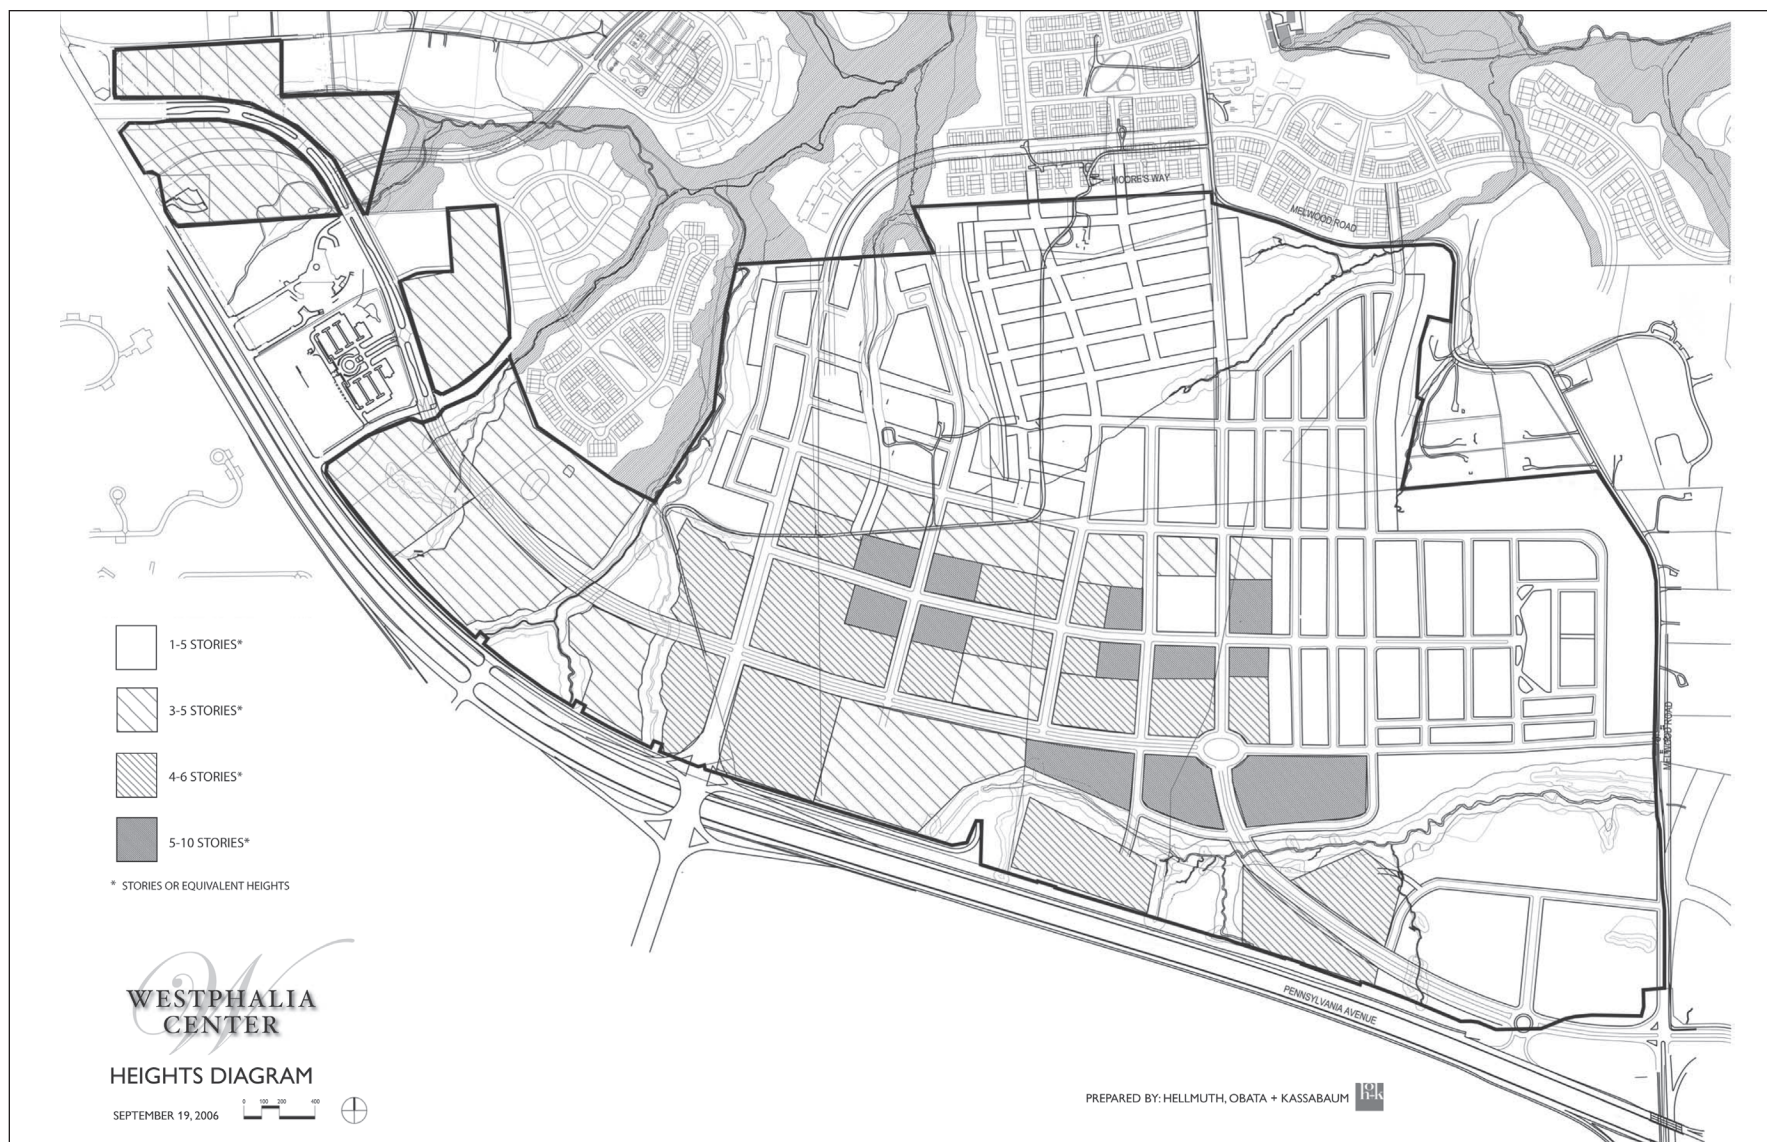 MOORE'S WAY
MELWOOD ROAD
1-5 STORIES*
3-5 STORIES*
4-6 STORIES*
5-10 STORIES*
* STORIES OR EQUIVALENT HEIGHTS
MELWOOD ROAD
WESTPHALIA
CENTER
PENNSYLVANIA AVENUE
HEIGHTS DIAGRAM
SEPTEMBER 19, 2006
0 100 200 400
PREPARED BY: HELLMUTH, OBATA + KASSABAUM
h-o-k